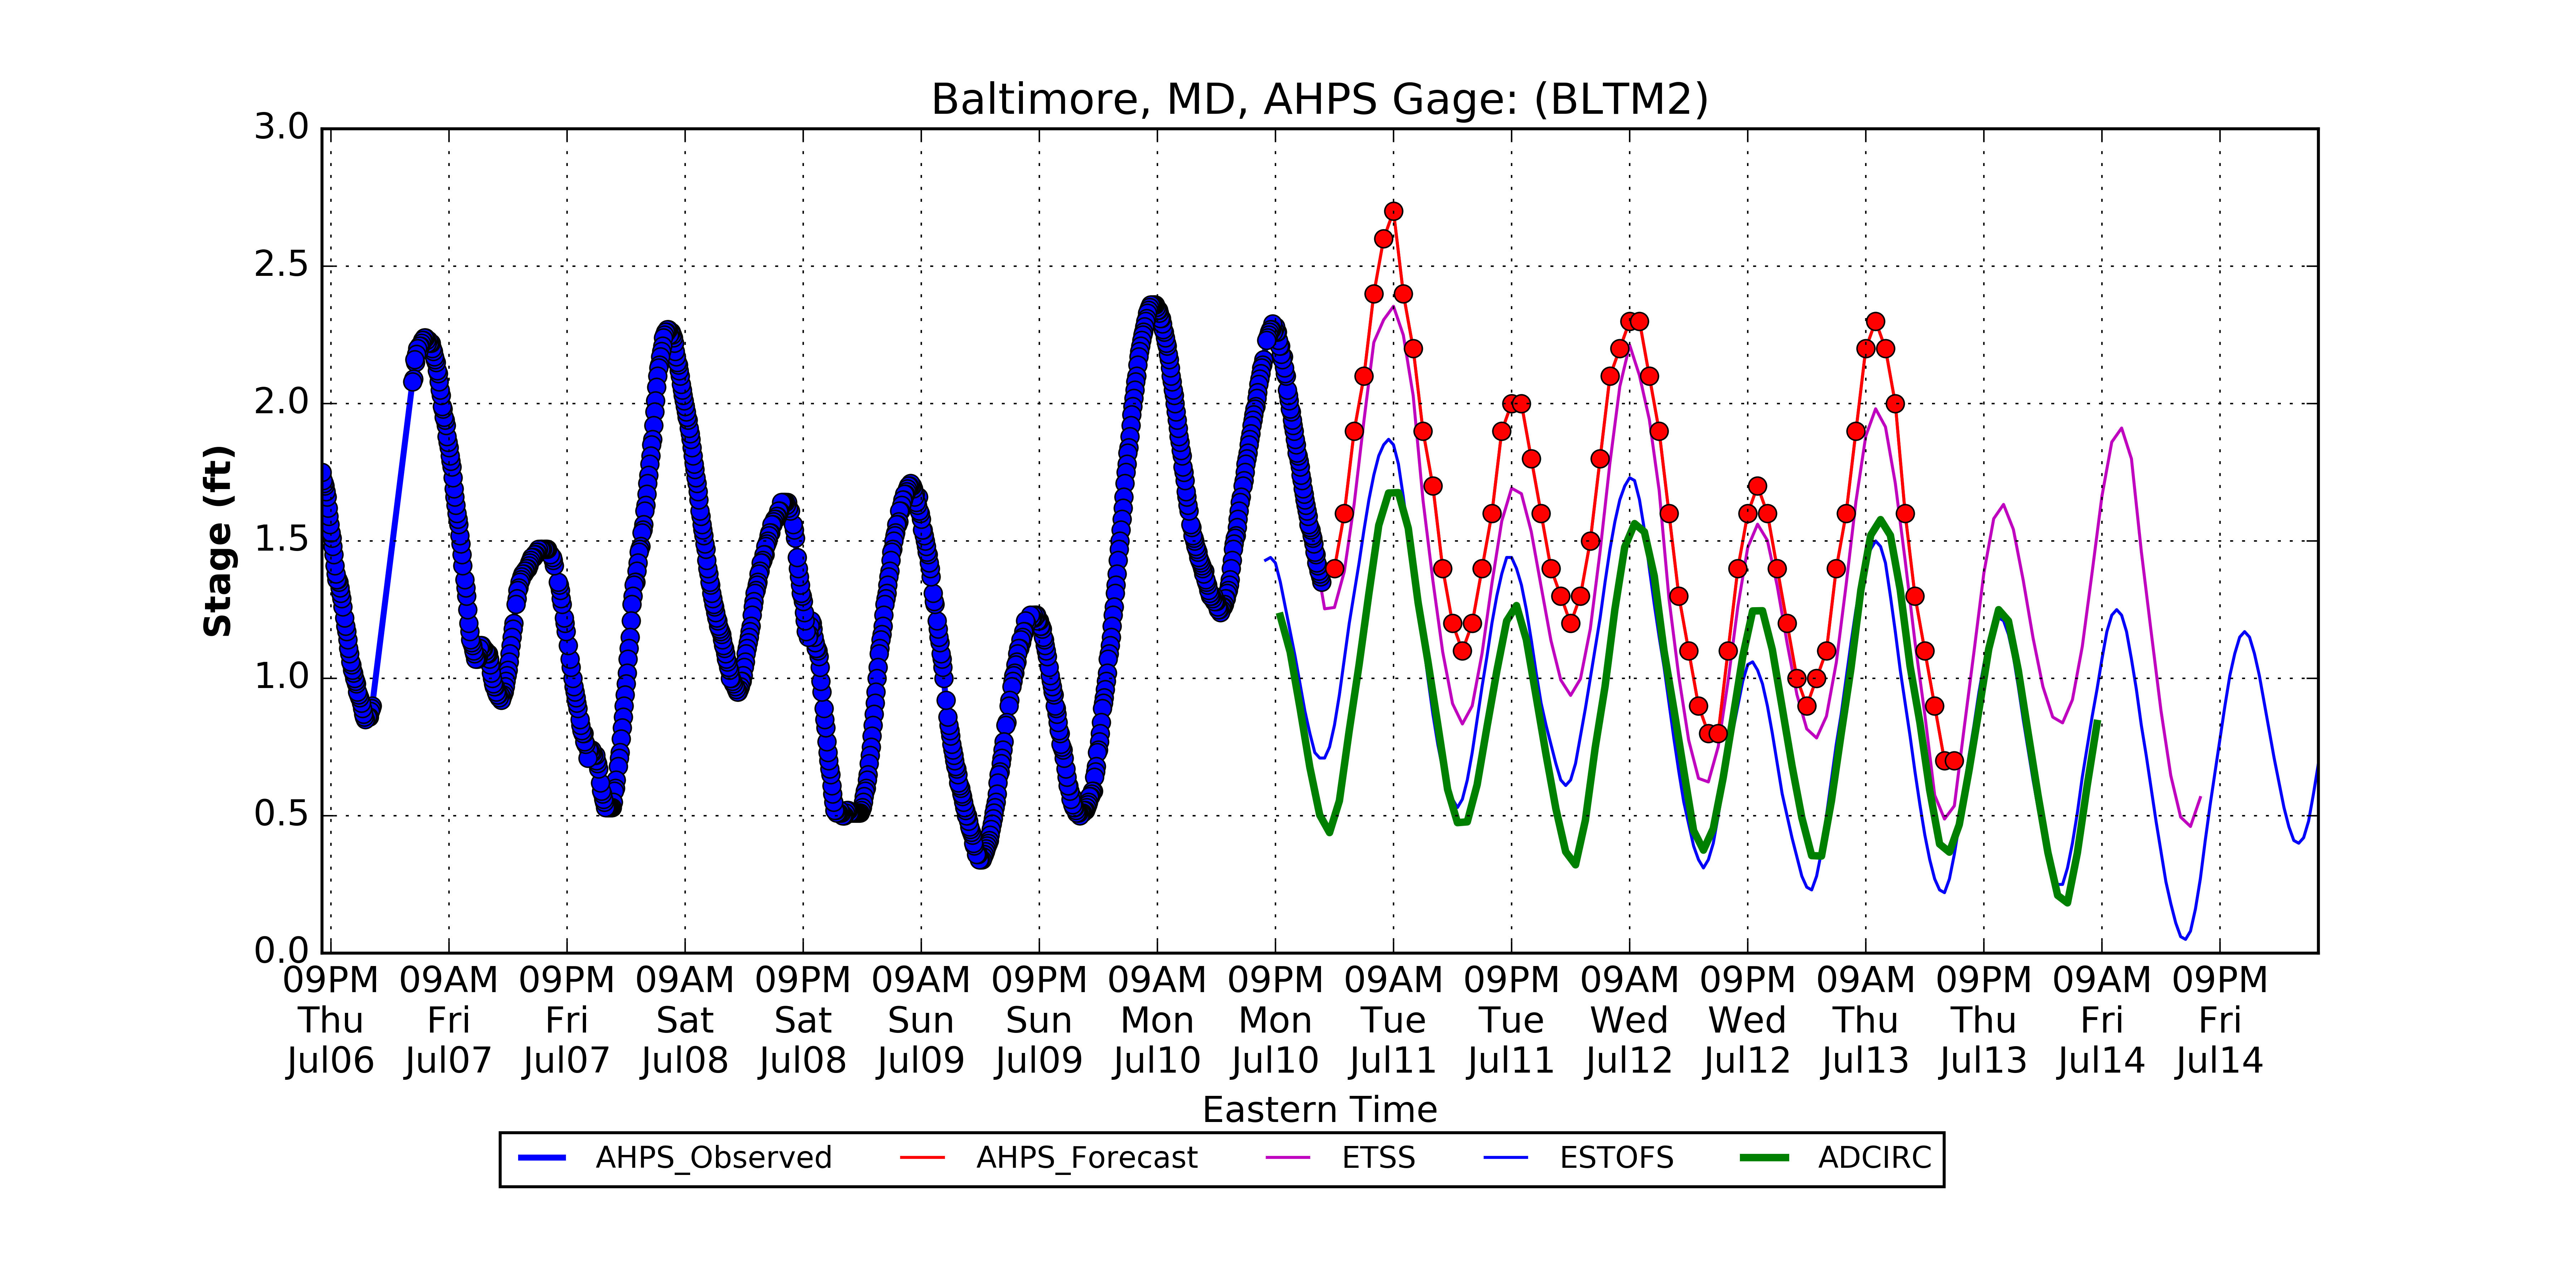 Baltimore, MD, AHPS Gage: (BLTM2)
3.0
2.5
2.0
1.5
1.0
0.5
0.0
Stage (ft)
09PM 09AM 09PM 09AM 09PM 09AM 09PM 09AM 09PM 09AM 09PM 09AM 09PM 09AM 09PM 09AM 09PM
Thu Fri Fri Sat Sat Sun Sun Mon Mon Tue Tue Wed Wed Thu Thu Fri Fri
Jul06 Jul07 Jul07 Jul08 Jul08 Jul09 Jul09 Jul10 Jul10 Jul11 Jul11 Jul12 Jul12 Jul13 Jul13 Jul14 Jul14
Eastern Time
AHPS_Observed AHPS_Forecast ETSS ESTOFS ADCIRC